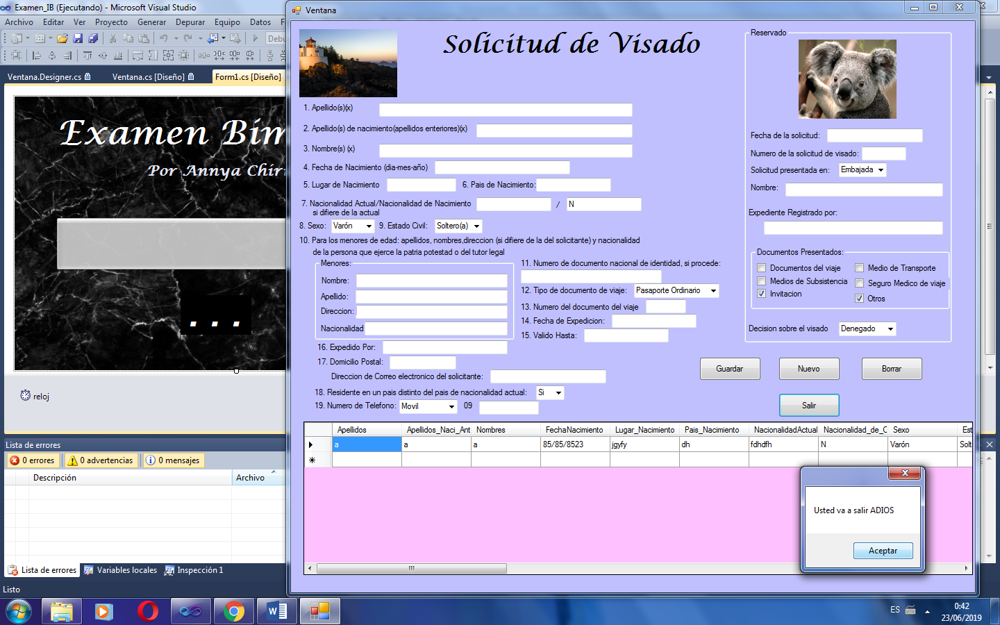 Examen_IB (Ejecutando) - Microsoft Visual Studio
Archivo Editar Ver Proyecto Generar Depurar Equipo Datos F
Debu
Ventana.Designer.cs Ventana.cs [Diseño] Form1.cs [Diseño]
Examen Bim
Por Annya Chiri
...
reloj
Lista de errores
0 errores 0 advertencias 0 mensajes
Descripción Archivo
Lista de errores Variables locales Inspección 1
Listo
Ventana
Solicitud de Visado
1. Apellido(s)(x)
2. Apellido(s) de nacimiento(apellidos enteriores)(x)
3. Nombre(s) (x)
4. Fecha de Nacimiento (dia-mes-año)
5. Lugar de Nacimiento 6. Pais de Nacimiento:
7. Nacionalidad Actual/Nacionalidad de Nacimiento / N
si difiere de la actual
8. Sexo: Varón 9. Estado Civil: Soltero(a)
10. Para los menores de edad: apellidos, nombres,direccion (si difiere de la del solicitante) y nacionalidad
de la persona que ejerce la patria potestad o del tutor legal
Menores:
Nombre:
Apellido:
Direccion:
Nacionalidad
11. Numero de documento nacional de identidad, si procede:
12. Tipo de documento de viaje: Pasaporte Ordinario
13. Numero del documento del viaje
14. Fecha de Expedicion:
15. Valido Hasta:
16. Expedido Por:
17. Domicilio Postal:
Direccion de Correo electronico del solicitante:
18. Residente en un pais distinto del pais de nacionalidad actual: Si
19. Numero de Telefono: Movil 09
Reservado
Fecha de la solicitud:
Numero de la solicitud de visado:
Solicitud presentada en: Embajada
Nombre:
Expediente Registrado por:
Documentos Presentados:
Documentos del viaje Medio de Transporte
Medios de Subsistencia Seguro Medico de viaje
Invitacion Otros
Decision sobre el visado Denegado
Guardar Nuevo Borrar
Salir
Apellidos Apellidos_Naci_Ant Nombres FechaNacimiento Lugar_Nacimiento Pais_Nacimiento NacionalidadActual Nacionalidad_de_C Sexo Est
a a a 85/85/8523 jgyfy dh fdhdfh N Varón Solt
Usted va a salir ADIOS
Aceptar
ES 0:42
23/06/2019